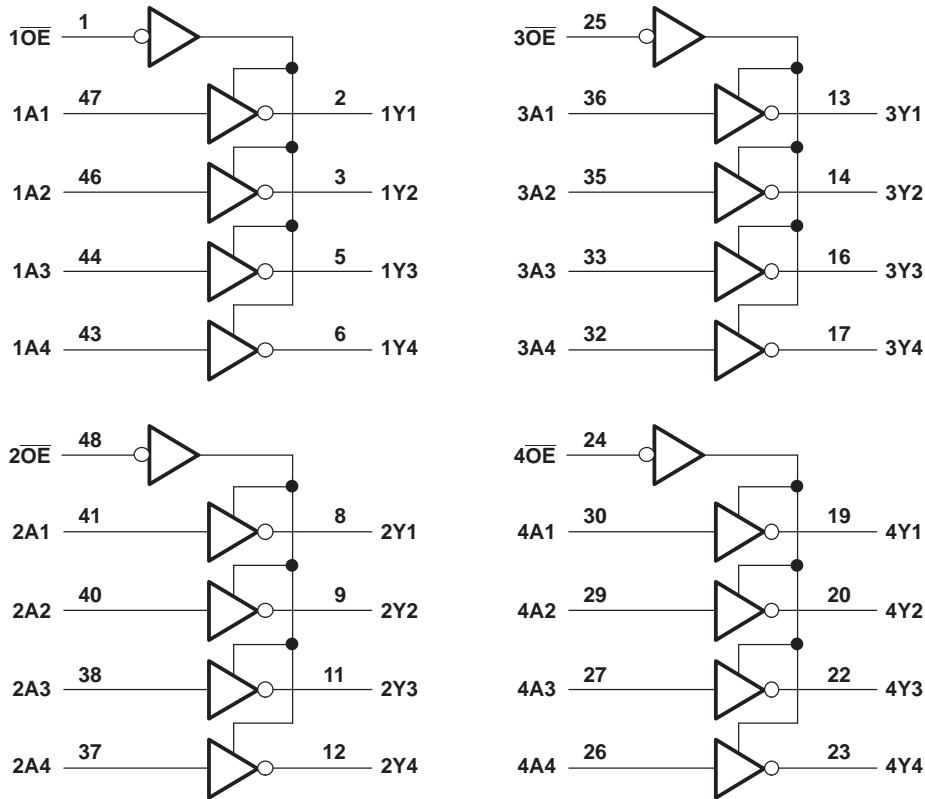 1OE 1
1A1 47 2 1Y1
1A2 46 3 1Y2
1A3 44 5 1Y3
1A4 43 6 1Y4
3OE 25
3A1 36 13 3Y1
3A2 35 14 3Y2
3A3 33 16 3Y3
3A4 32 17 3Y4
2OE 48
2A1 41 8 2Y1
2A2 40 9 2Y2
2A3 38 11 2Y3
2A4 37 12 2Y4
4OE 24
4A1 30 19 4Y1
4A2 29 20 4Y2
4A3 27 22 4Y3
4A4 26 23 4Y4